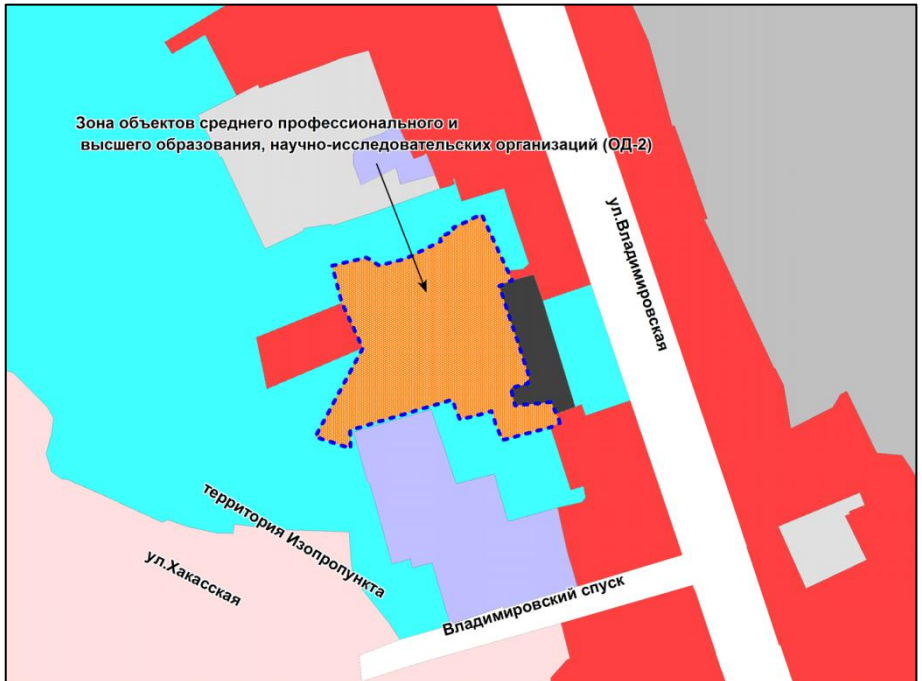 Зона объектов среднего профессионального и
высшего образования, научно-исследовательских организаций (ОД-2)
ул.Владимировская
территория Изопропункта
ул.Хакасская
Владимировский спуск